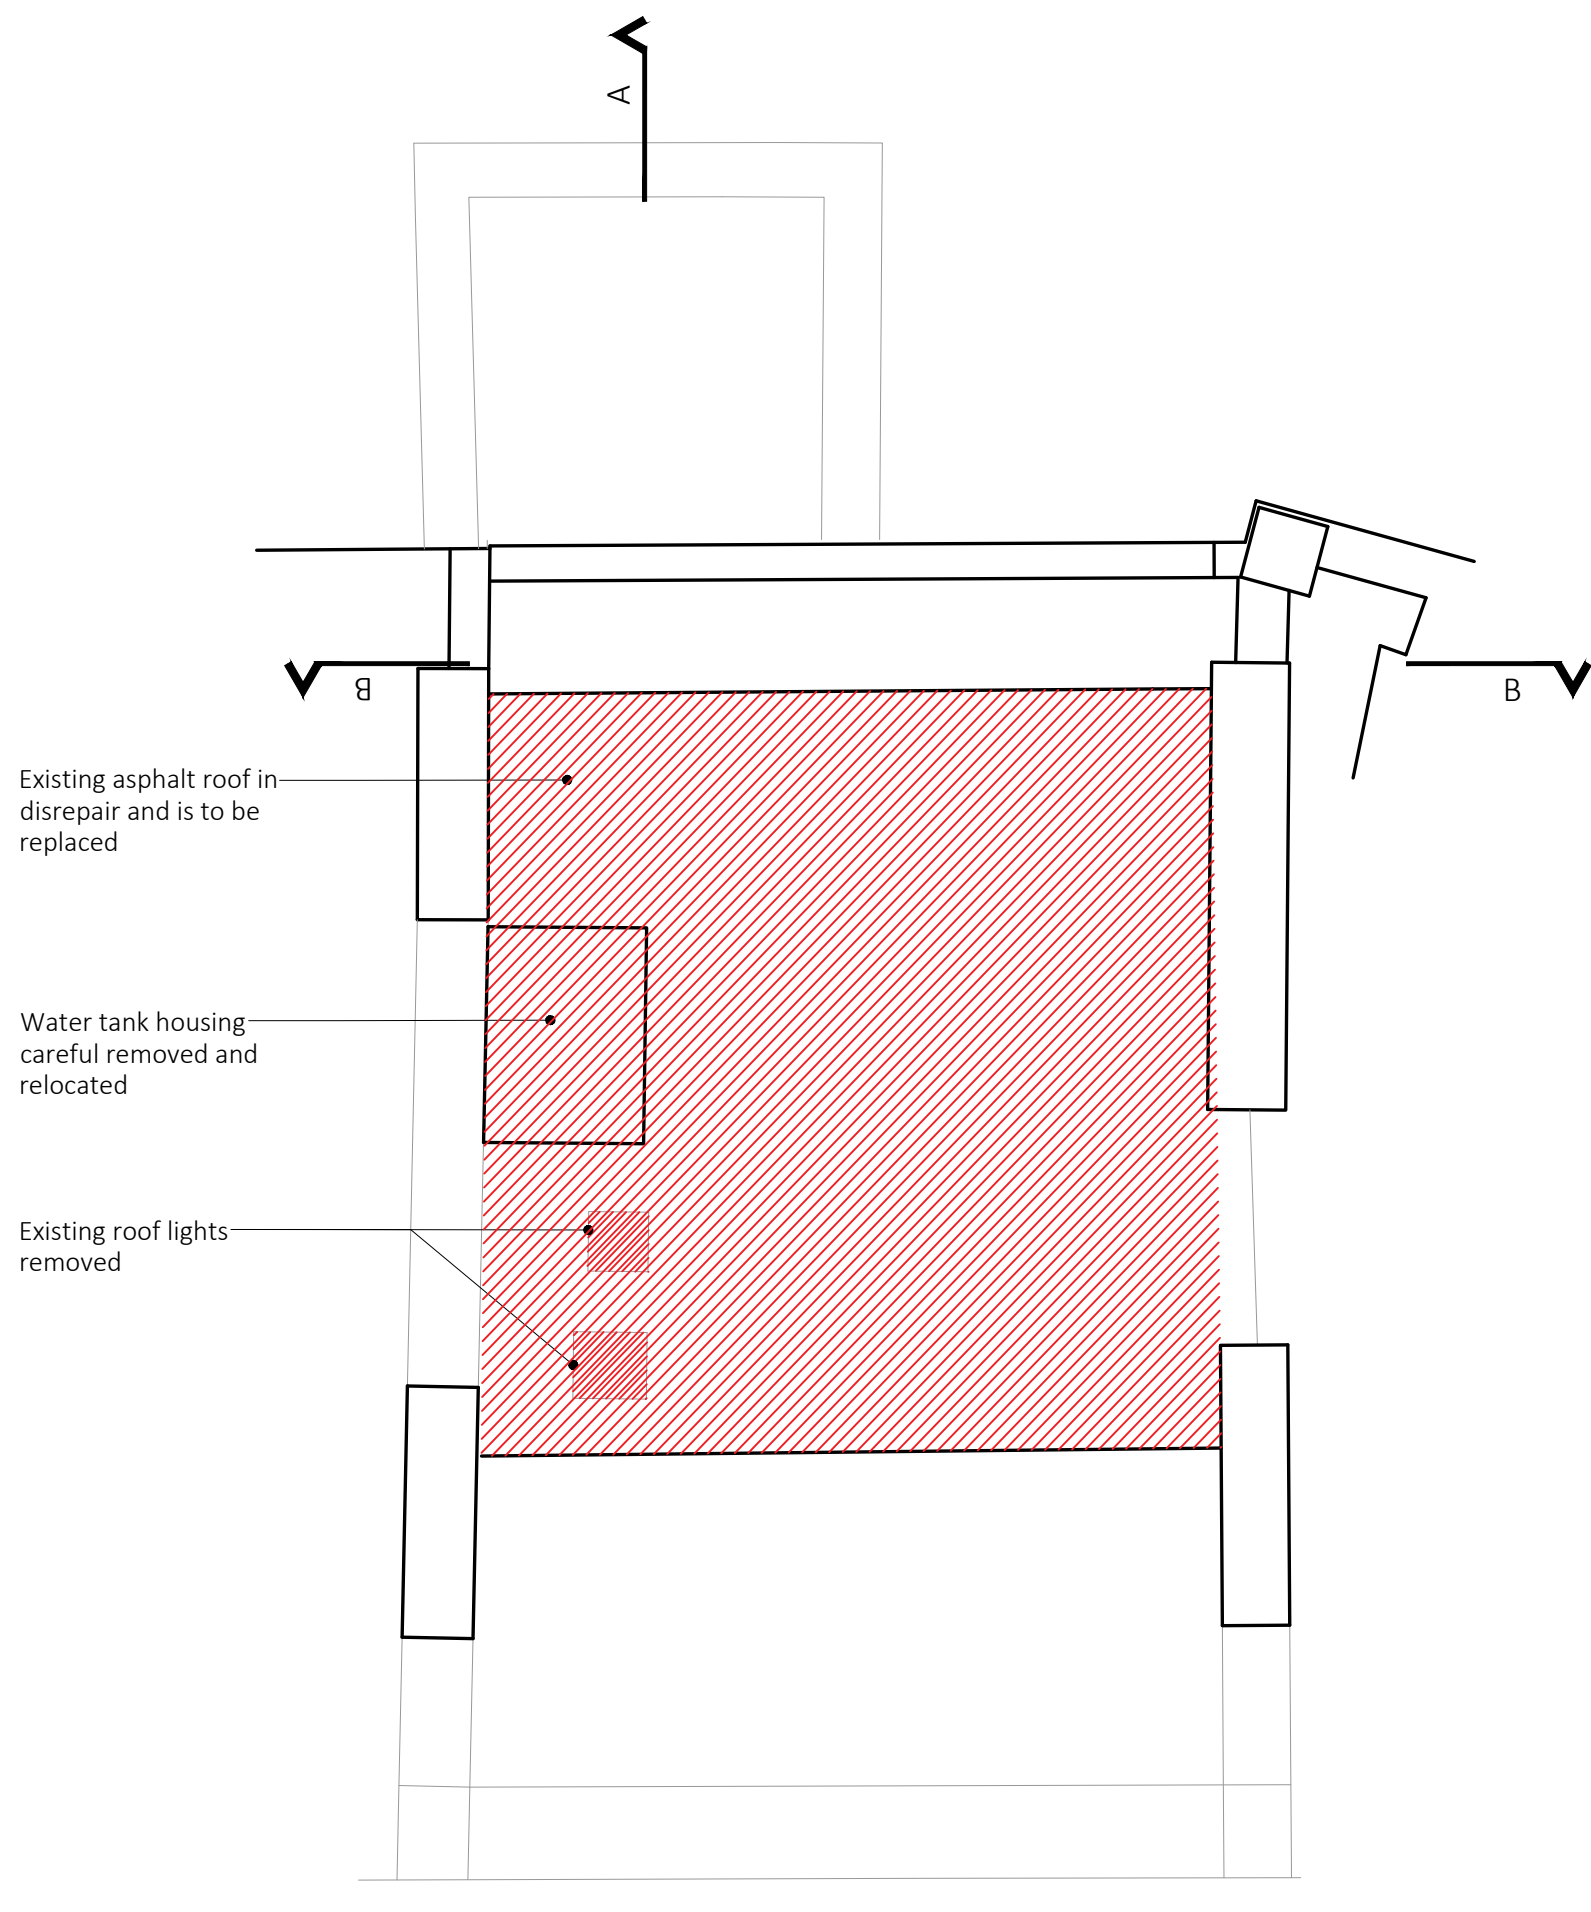 A
B
B
Existing asphalt roof in
disrepair and is to be
replaced
Water tank housing
careful removed and
relocated
Existing roof lights
removed